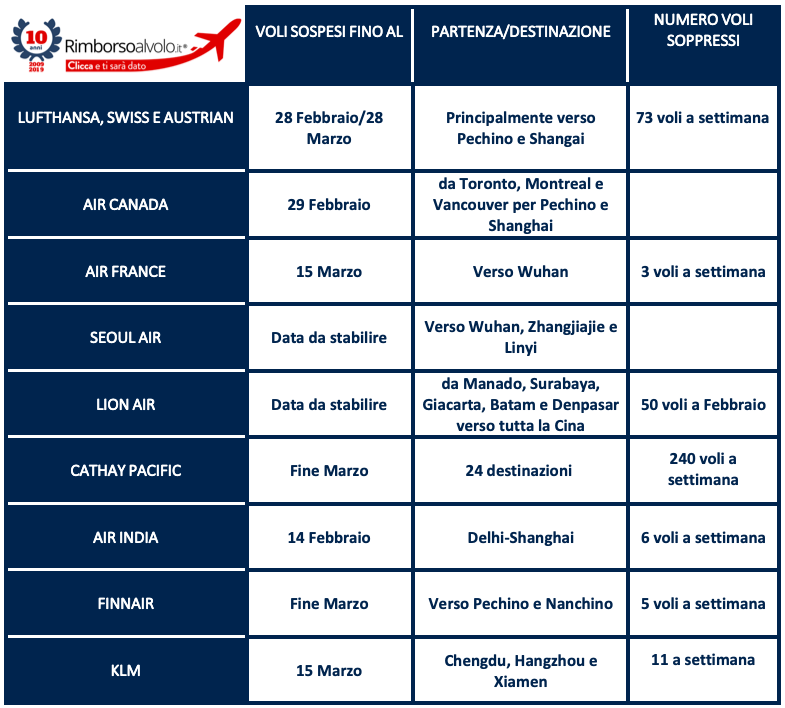 10
anni
2009
2019
Rimborsoalvolo.it®
Clicca e ti sarà dato
VOLI SOSPESI FINO AL
PARTENZA/DESTINAZIONE
NUMERO VOLI
SOPPRESSI
LUFTHANSA, SWISS E AUSTRIAN
28 Febbraio/28
Marzo
Principalmente verso
Pechino e Shangai
73 voli a settimana
AIR CANADA
29 Febbraio
da Toronto, Montreal e
Vancouver per Pechino e
Shanghai
AIR FRANCE
15 Marzo
Verso Wuhan
3 voli a settimana
SEOUL AIR
Data da stabilire
Verso Wuhan, Zhangjiajie e
Linyi
LION AIR
Data da stabilire
da Manado, Surabaya,
Giacarta, Batam e Denpasar
verso tutta la Cina
50 voli a Febbraio
CATHAY PACIFIC
Fine Marzo
24 destinazioni
240 voli a
settimana
AIR INDIA
14 Febbraio
Delhi-Shanghai
6 voli a settimana
FINNAIR
Fine Marzo
Verso Pechino e Nanchino
5 voli a settimana
KLM
15 Marzo
Chengdu, Hangzhou e
Xiamen
11 a settimana